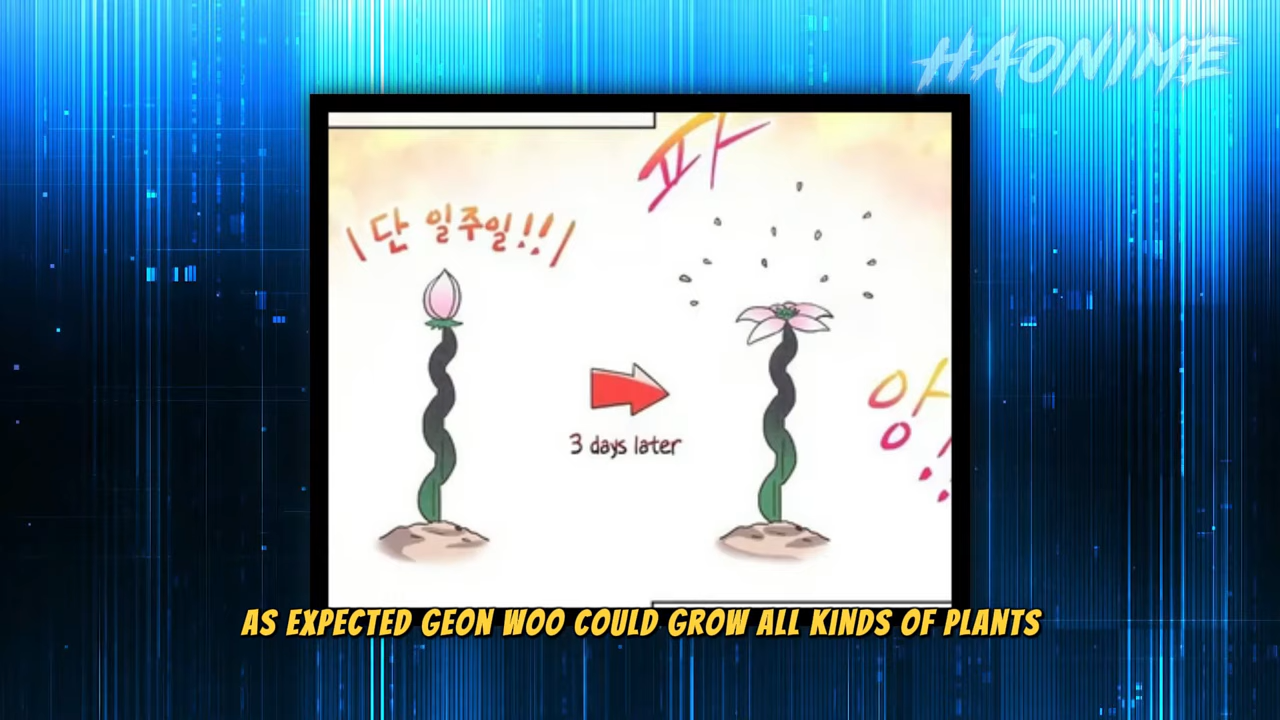 HAONIME
파
단 일주일!!
3 days later
앙!
AS EXPECTED GEON WOO COULD GROW ALL KINDS OF PLANTS